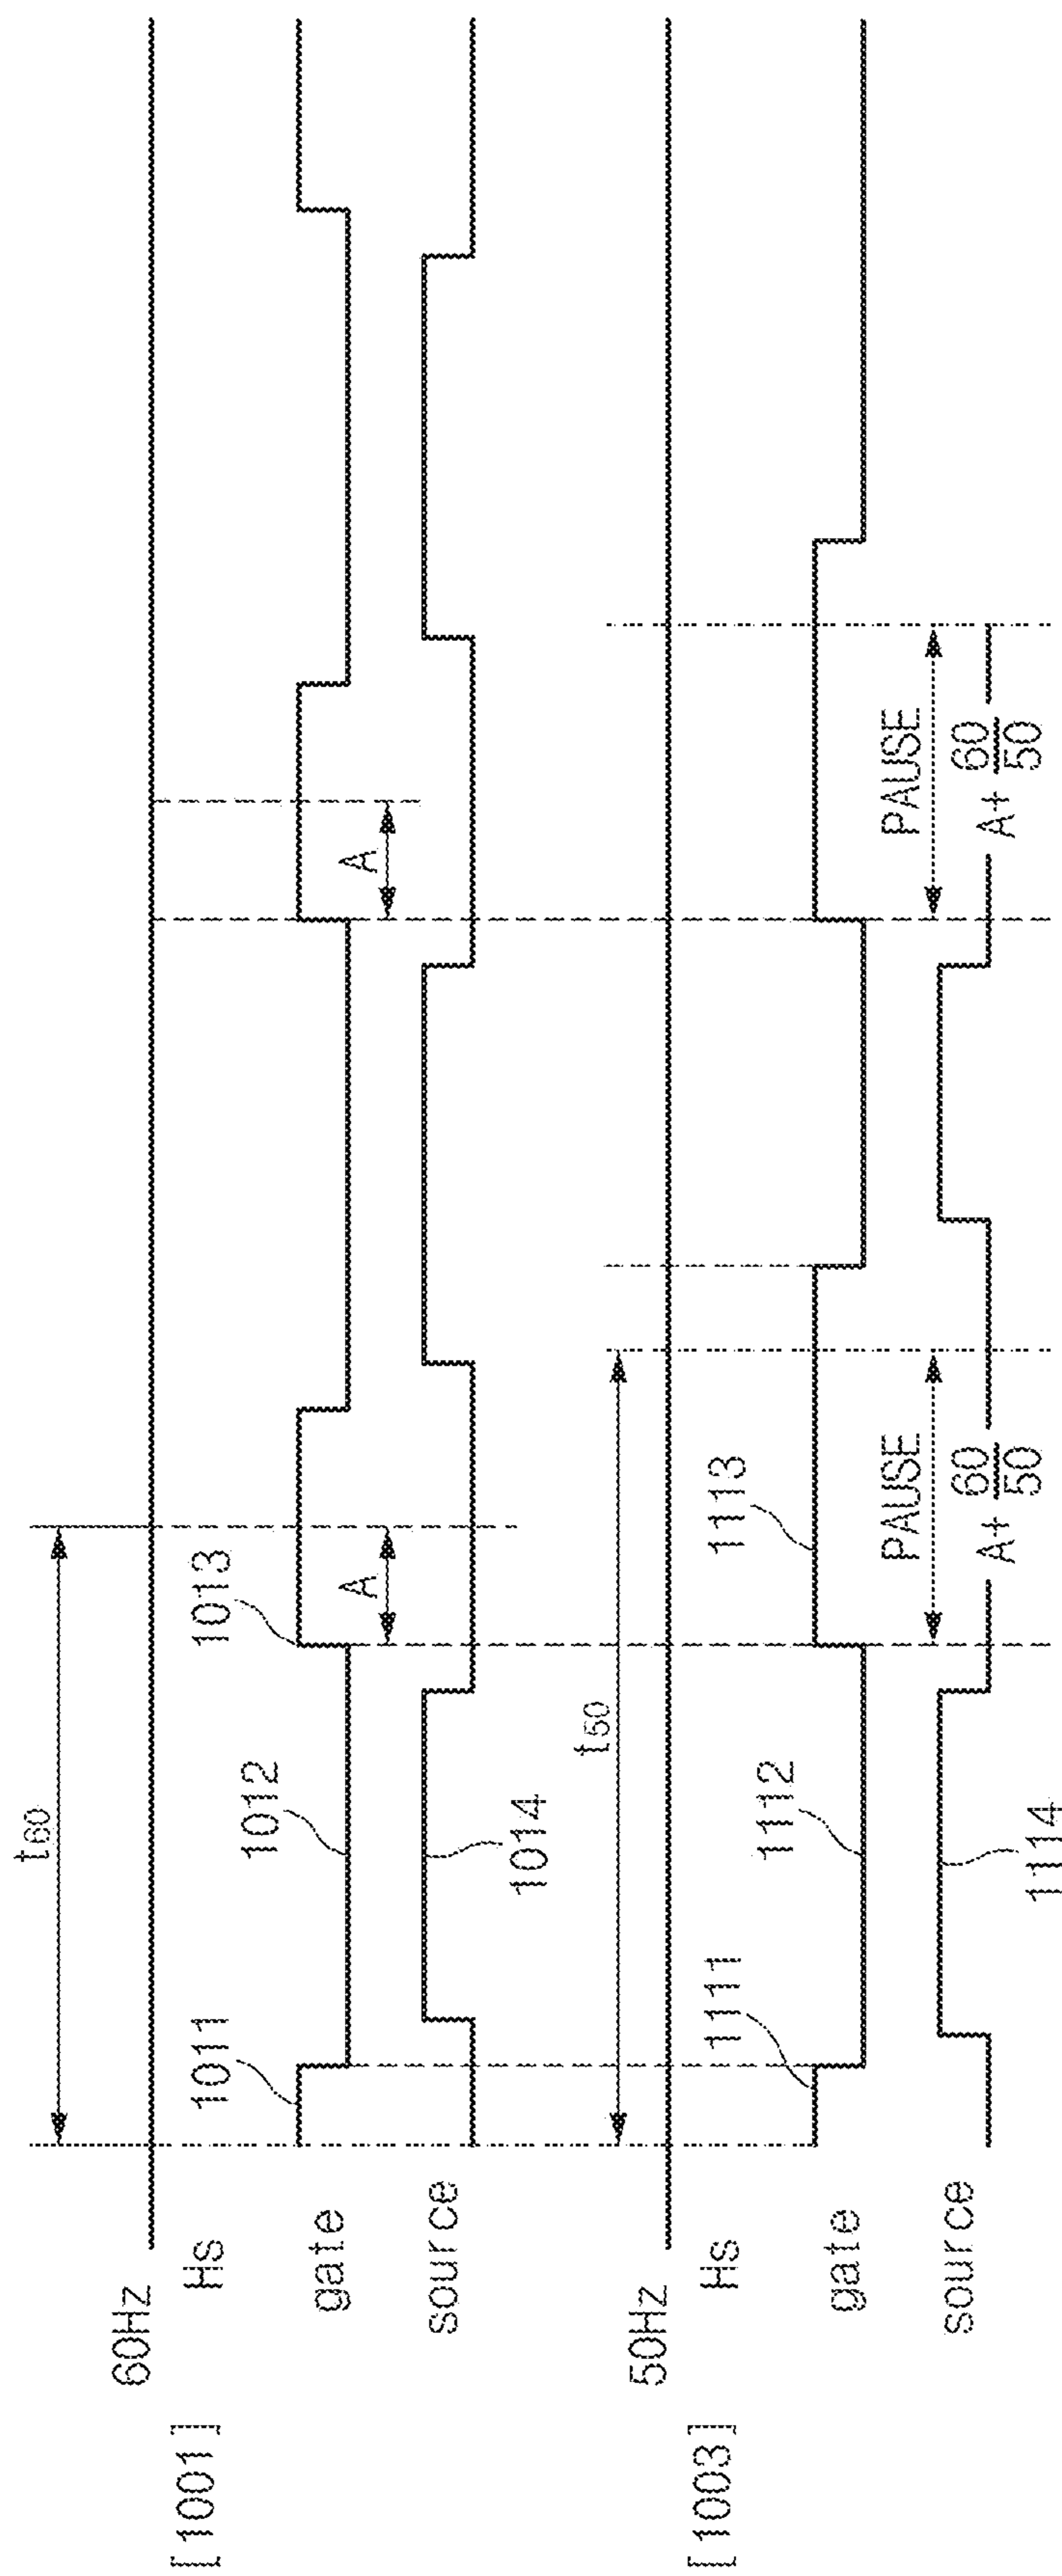 [1001]
60Hz
t60
Hs
1011
1013
gate
1012
A
A
source
1014
[1003]
50Hz
t50
Hs
1111
1113
gate
1112
PAUSE
PAUSE
source
A+ 60/50
A+ 60/50
1114